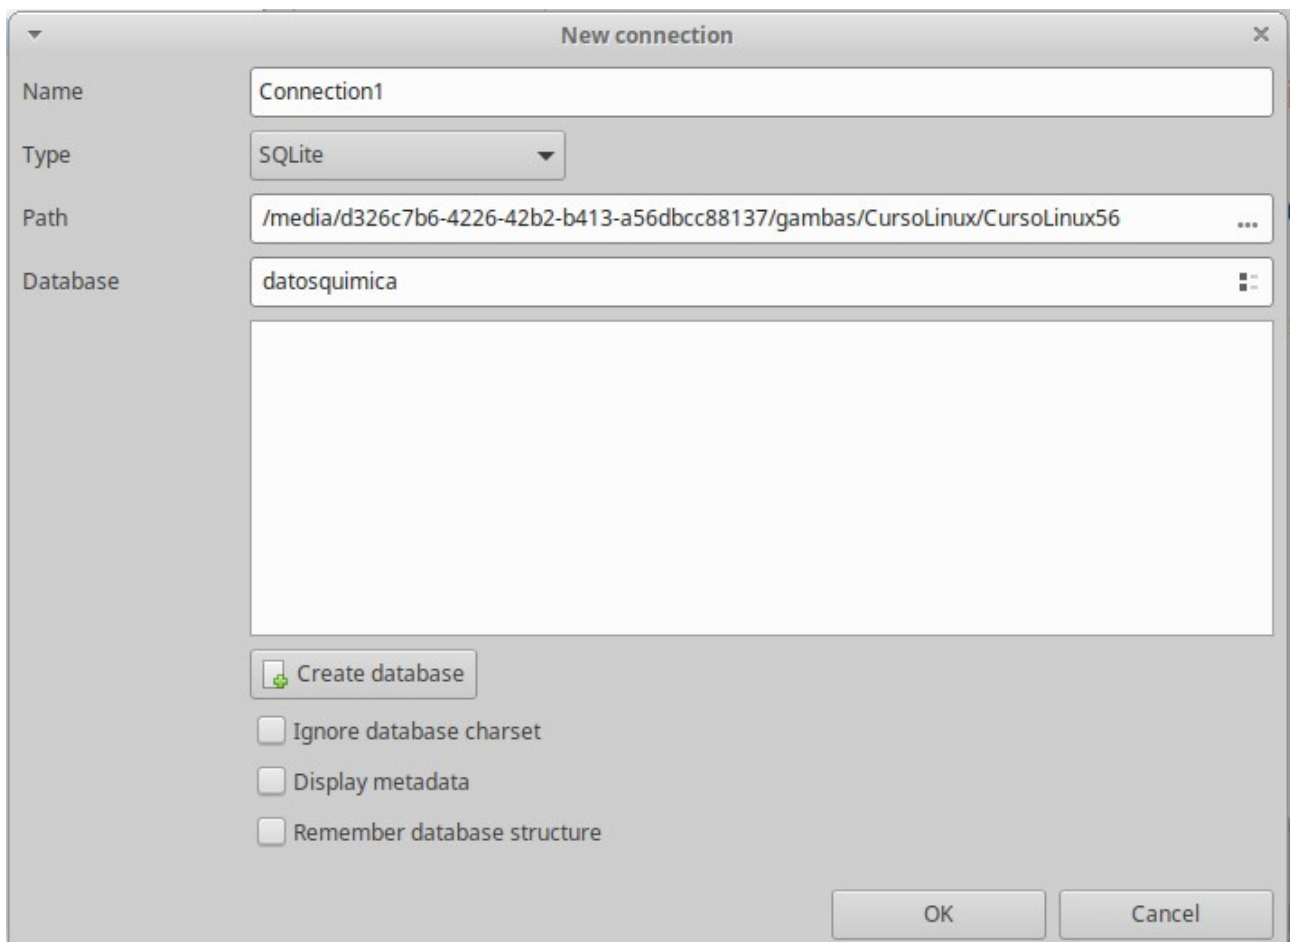 New connection
Name Connection1
Type SQLite
Path /media/d326c7b6-4226-42b2-b413-a56dbcc88137/gambas/CursoLinux/CursoLinux56 ...
Database datosquimica
Create database
Ignore database charset
Display metadata
Remember database structure
OK Cancel